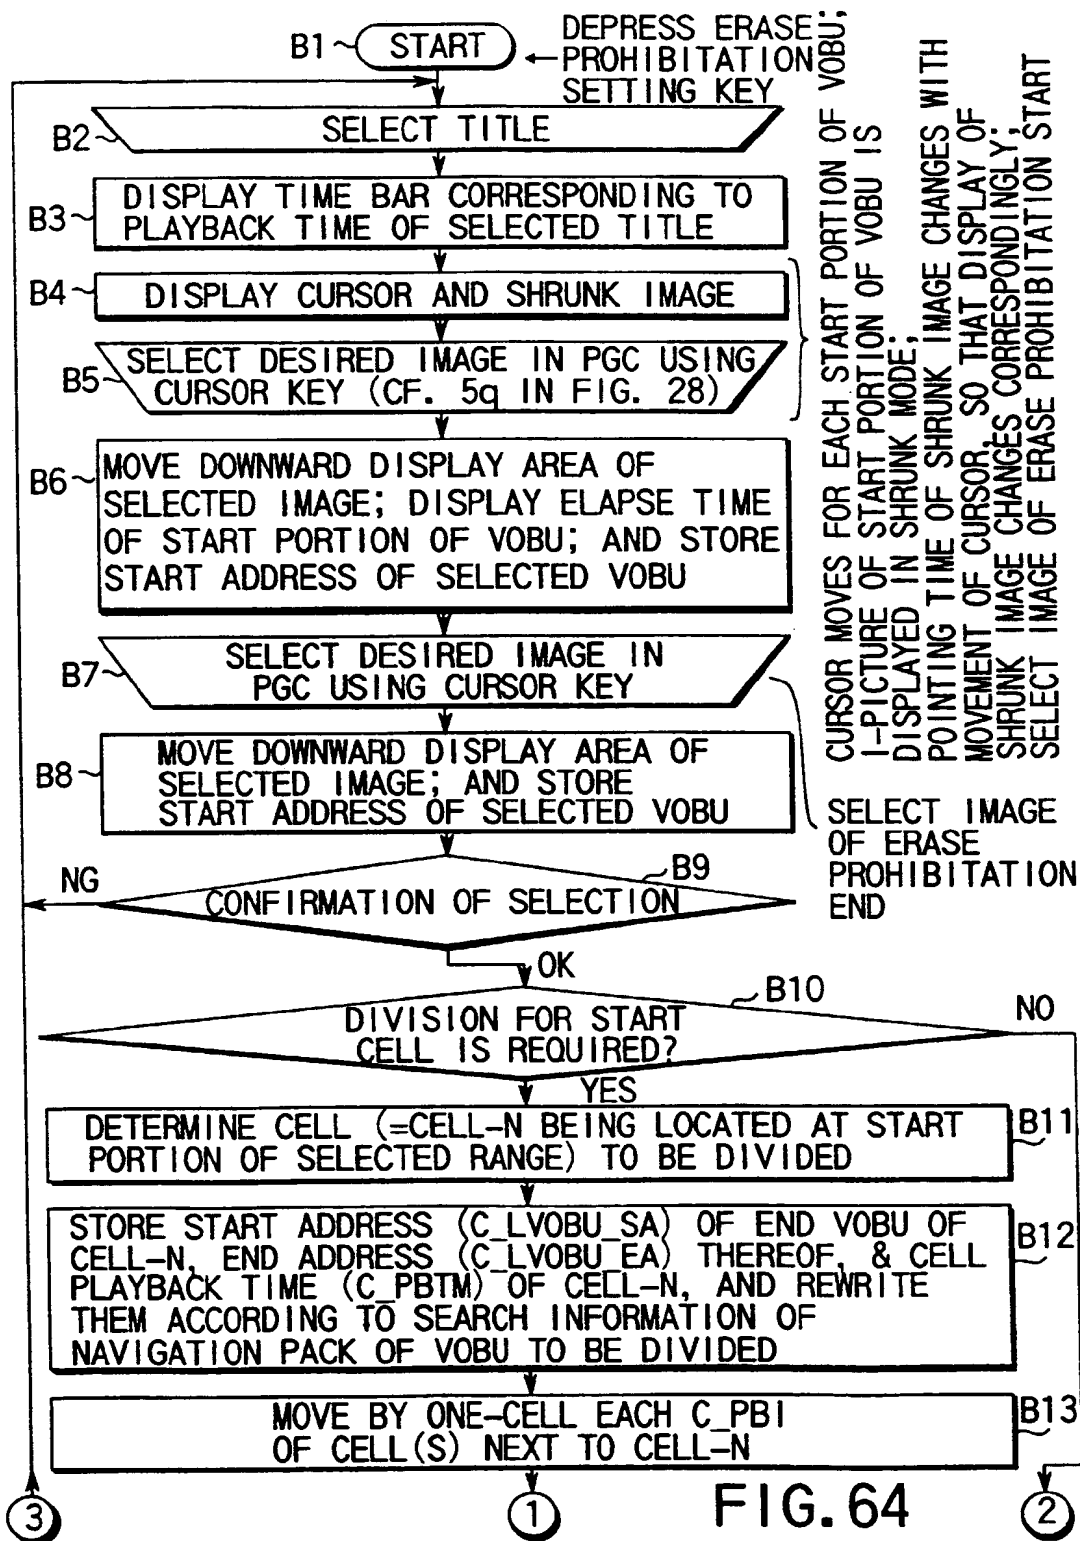 B1
START
DEPRESS ERASE
PROHIBITATION
SETTING KEY
B2
SELECT TITLE
B3
DISPLAY TIME BAR CORRESPONDING TO
PLAYBACK TIME OF SELECTED TITLE
B4
DISPLAY CURSOR AND SHRUNK IMAGE
B5
SELECT DESIRED IMAGE IN PGC USING
CURSOR KEY (CF. 5q IN FIG. 28)
CURSOR MOVES FOR EACH START PORTION OF VOBU;
I-PICTURE OF START PORTION OF VOBU IS
DISPLAYED IN SHRUNK MODE;
POINTING TIME OF SHRUNK IMAGE CHANGES WITH
MOVEMENT OF CURSOR, SO THAT DISPLAY OF
SHRUNK IMAGE CHANGES CORRESPONDINGLY;
SELECT IMAGE OF ERASE PROHIBITATION START
B6
MOVE DOWNWARD DISPLAY AREA OF
SELECTED IMAGE; DISPLAY ELAPSE TIME
OF START PORTION OF VOBU; AND STORE
START ADDRESS OF SELECTED VOBU
B7
SELECT DESIRED IMAGE IN
PGC USING CURSOR KEY
SELECT IMAGE
OF ERASE
PROHIBITATION
END
B8
MOVE DOWNWARD DISPLAY AREA OF
SELECTED IMAGE; AND STORE
START ADDRESS OF SELECTED VOBU
B9
NG
CONFIRMATION OF SELECTION
OK
B10
DIVISION FOR START
CELL IS REQUIRED?
NO
YES
DETERMINE CELL (=CELL-N BEING LOCATED AT START
PORTION OF SELECTED RANGE) TO BE DIVIDED
B11
STORE START ADDRESS (C_LVOBU_SA) OF END VOBU OF
CELL-N, END ADDRESS (C_LVOBU_EA) THEREOF, & CELL
PLAYBACK TIME (C_PBTM) OF CELL-N, AND REWRITE
THEM ACCORDING TO SEARCH INFORMATION OF
NAVIGATION PACK OF VOBU TO BE DIVIDED
B12
MOVE BY ONE-CELL EACH C_PBI
OF CELL(S) NEXT TO CELL-N
B13
3
1
FIG. 64
2